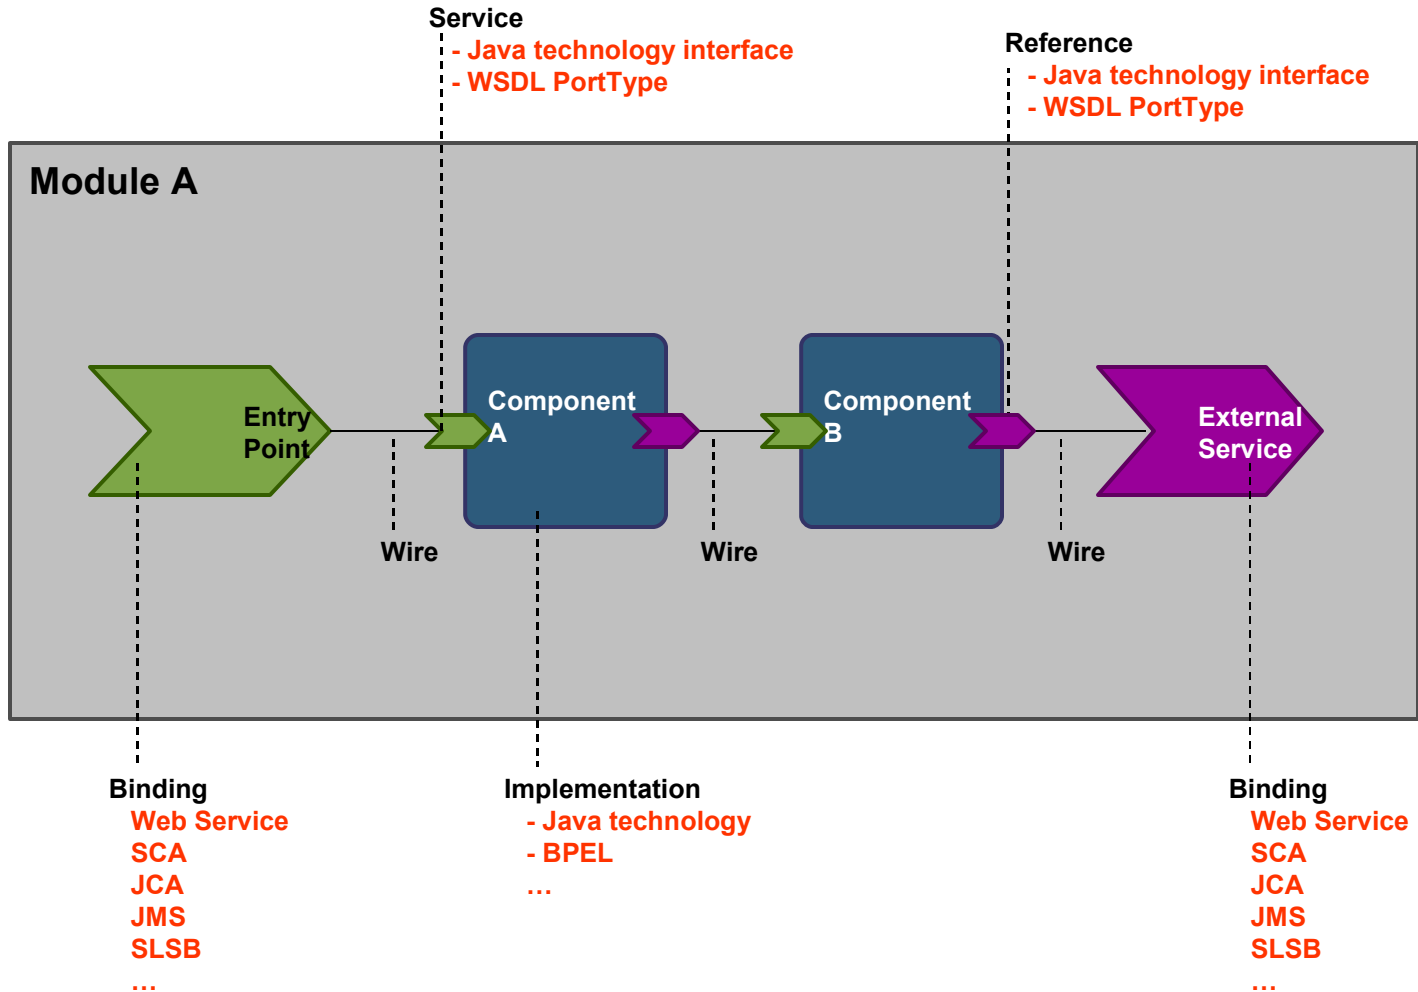 Service
- Java technology interface
- WSDL PortType
Reference
- Java technology interface
- WSDL PortType
Module A
Entry
Point
Component
A
Component
B
External
Service
Wire
Wire
Wire
Binding
Web Service
SCA
JCA
JMS
SLSB
…
Implementation
- Java technology
- BPEL
…
Binding
Web Service
SCA
JCA
JMS
SLSB
…